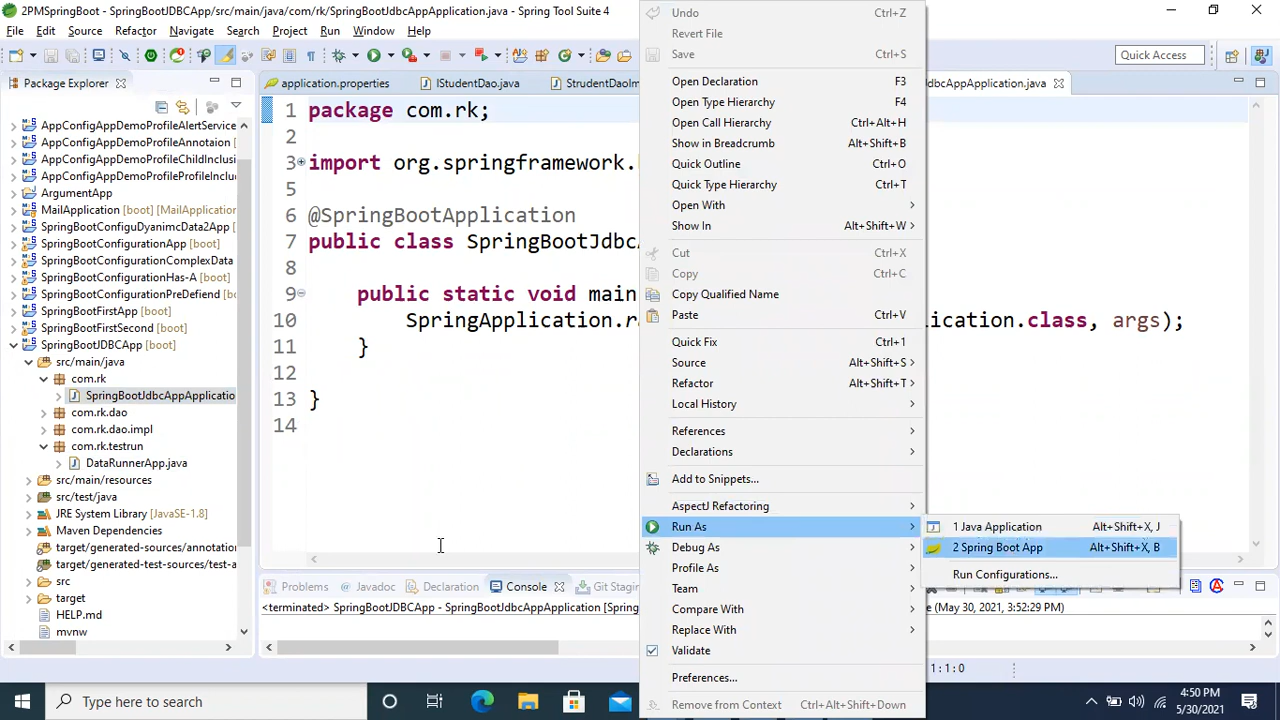 2PMSpringBoot - SpringBootJDBCApp/src/main/java/com/rk/SpringBootJdbcAppApplication.java - Spring Tool Suite 4
File Edit Source Refactor Navigate Search Project Run Window Help
Quick Access
Package Explorer
application.properties
IStudentDao.java
StrudentDaoIm
dbcAppApplication.java
AppConfigAppDemoProfileAlertService
AppConfigAppDemoProfileAnnotaion [
AppConfigAppDemoProfileChildInclusi
AppConfigAppDemoProfileProfileInclu
ArgumentApp
MailApplication [boot] [MailApplication
SpringBootConfiguDyanimcData2App
SpringBootConfigurationApp [boot]
SpringBootConfigurationComplexData
SpringBootConfigurationHas-A [boot]
SpringBootConfigurationPreDefiend [boot]
SpringBootFirstApp [boot]
SpringBootFirstSecond [boot]
SpringBootJDBCApp [boot]
src/main/java
com.rk
SpringBootJdbcAppApplicatio
com.rk.dao
com.rk.dao.impl
com.rk.testrun
DataRunnerApp.java
src/main/resources
src/test/java
JRE System Library [JavaSE-1.8]
Maven Dependencies
target/generated-sources/annotation
target/generated-test-sources/test-a
src
target
HELP.md
mvnw
1 package com.rk;
2
3 import org.springframework.
5
6 @SpringBootApplication
7 public class SpringBootJdbc
8
9 public static void main
10 SpringApplication.r lication.class, args);
11 }
12
13 }
14
Undo Ctrl+Z
Revert File
Save Ctrl+S
Open Declaration F3
Open Type Hierarchy F4
Open Call Hierarchy Ctrl+Alt+H
Show in Breadcrumb Alt+Shift+B
Quick Outline Ctrl+O
Quick Type Hierarchy Ctrl+T
Open With
Show In Alt+Shift+W
Cut Ctrl+X
Copy Ctrl+C
Copy Qualified Name
Paste Ctrl+V
Quick Fix Ctrl+1
Source Alt+Shift+S
Refactor Alt+Shift+T
Local History
References
Declarations
Add to Snippets...
AspectJ Refactoring
Run As
Debug As
Profile As
Team
Compare With
Replace With
Validate
Preferences...
Remove from Context Ctrl+Alt+Shift+Down
1 Java Application Alt+Shift+X, J
2 Spring Boot App Alt+Shift+X, B
Run Configurations...
Problems Javadoc Declaration Console Git Staging
<terminated> SpringBootJDBCApp - SpringBootJdbcAppApplication [Spring e (May 30, 2021, 3:52:29 PM)
1:1:0
Type here to search
4:50 PM
5/30/2021